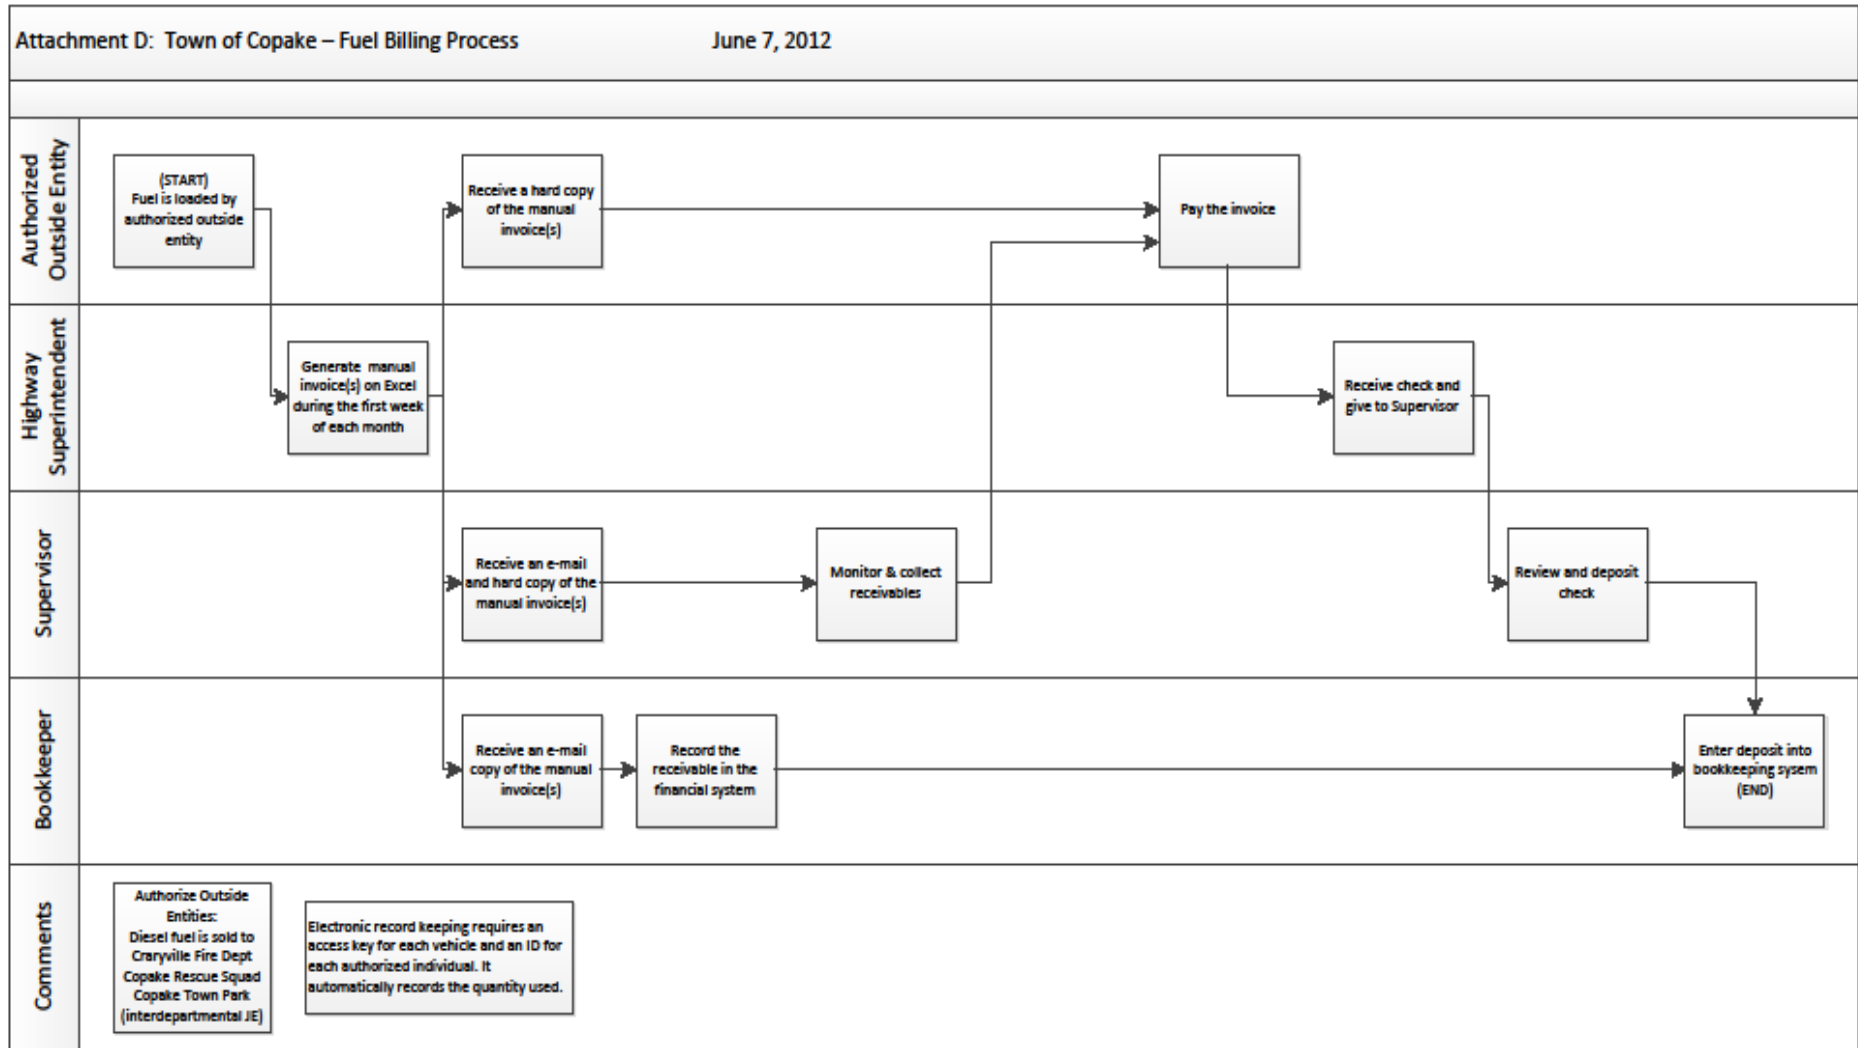 Attachment D:  Town of Copake – Fuel Billing Process
June 7, 2012
Authorized
Outside Entity
(START)
Fuel is loaded by
authorized outside
entity
Receive a hard copy
of the manual
invoice(s)
Pay the invoice
Highway
Superintendent
Generate  manual
invoice(s) on Excel
during the first week
of each month
Receive check and
give to Supervisor
Supervisor
Receive an e-mail
and hard copy of the
manual invoice(s)
Monitor & collect
receivables
Review and deposit
check
Bookkeeper
Receive an e-mail
copy of the manual
invoice(s)
Record the
receivable in the
financial system
Enter deposit into
bookkeeping sysem
(END)
Comments
Authorize Outside
Entities:
Diesel fuel is sold to
Craryville Fire Dept
Copake Rescue Squad
Copake Town Park
(interdepartmental JE)
Electronic record keeping requires an
access key for each vehicle and an ID for
each authorized individual. It
automatically records the quantity used.